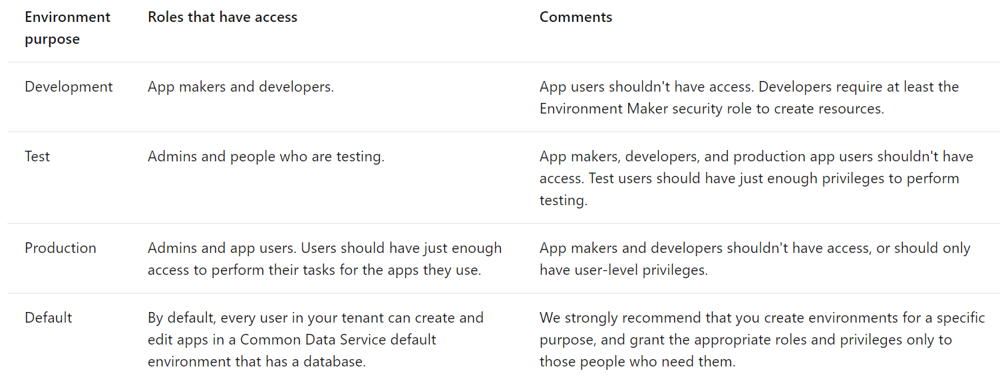 Environment purpose
Roles that have access
Comments
Development
App makers and developers.
App users shouldn't have access. Developers require at least the
Environment Maker security role to create resources.
Test
Admins and people who are testing.
App makers, developers, and production app users shouldn't have
access. Test users should have just enough privileges to perform
testing.
Production
Admins and app users. Users should have just enough
access to perform their tasks for the apps they use.
App makers and developers shouldn't have access, or should only
have user-level privileges.
Default
By default, every user in your tenant can create and
edit apps in a Common Data Service default
environment that has a database.
We strongly recommend that you create environments for a specific
purpose, and grant the appropriate roles and privileges only to
those people who need them.